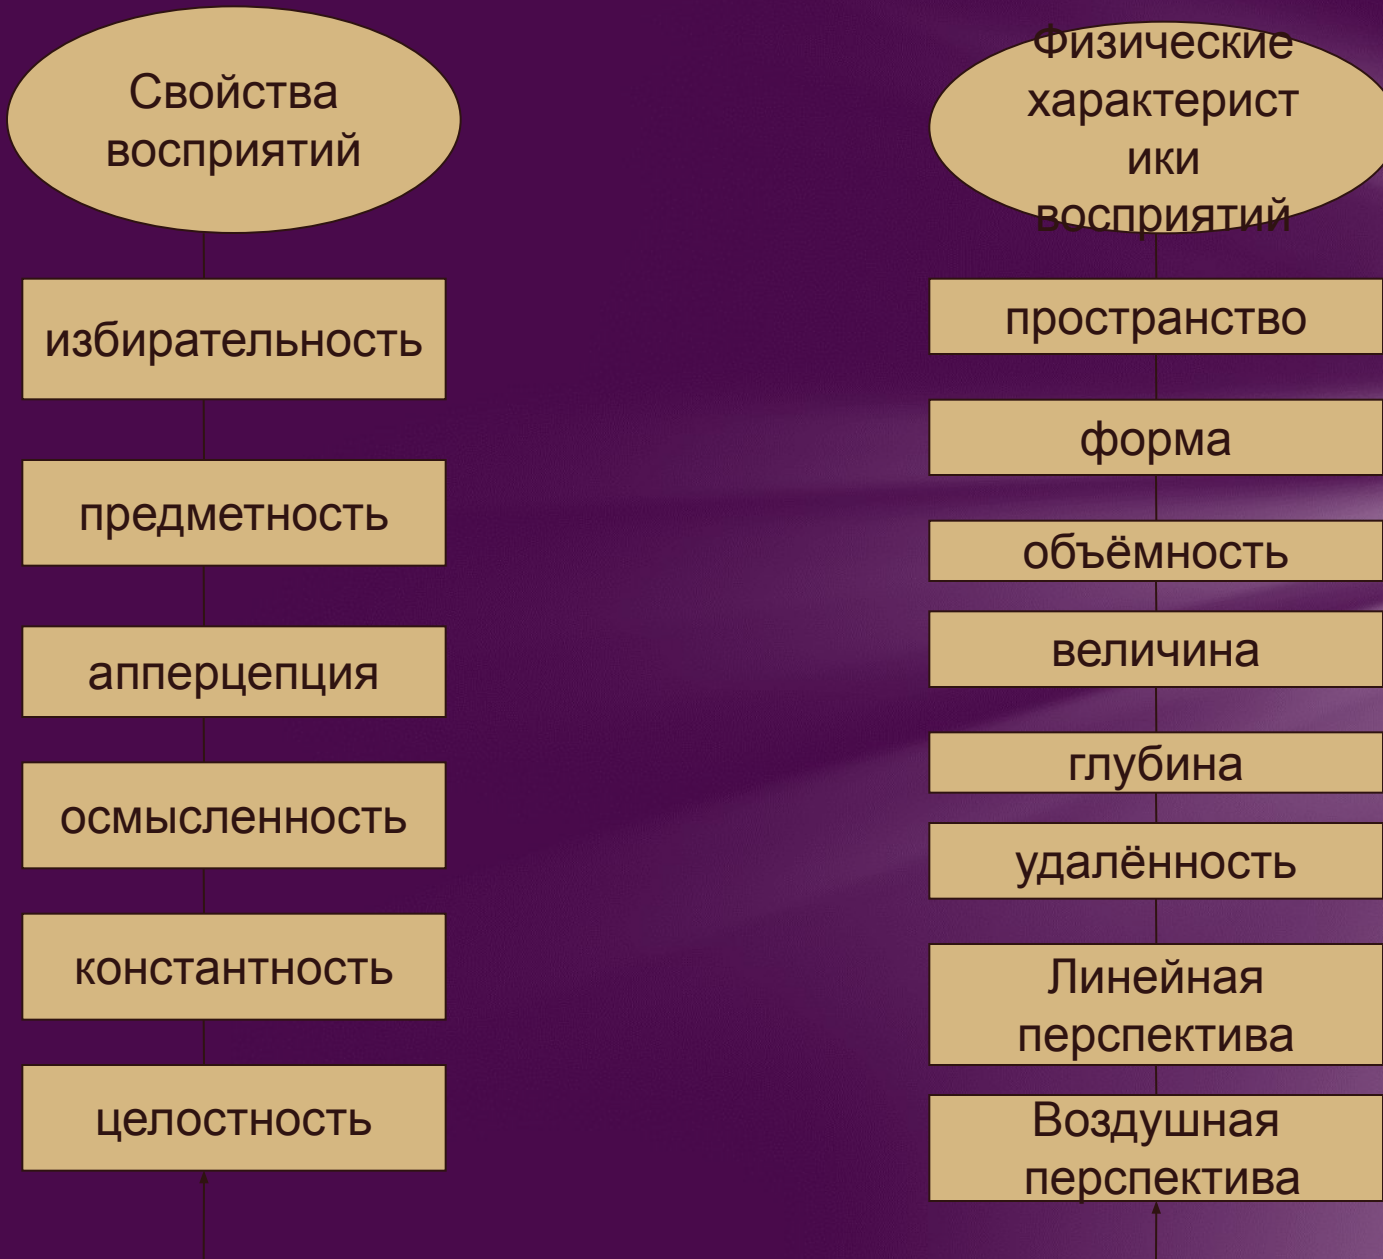 Свойства
восприятий
избирательность
предметность
апперцепция
осмысленность
константность
целостность
Физические
характерист
ики
восприятий
пространство
форма
объёмность
величина
глубина
удалённость
Линейная
перспектива
Воздушная
перспектива